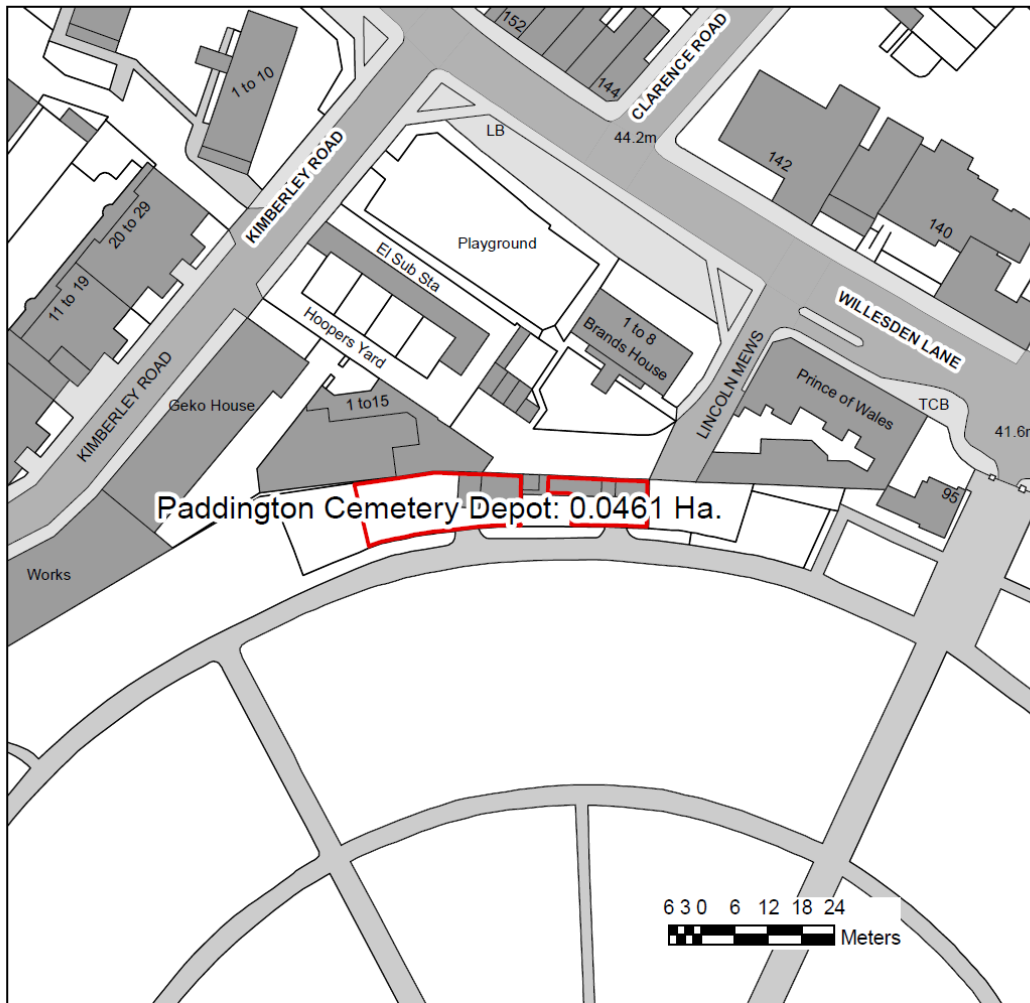 152
1 to 10
144
CLARENCE ROAD
LB
44.2m
142
KIMBERLEY ROAD
20 to 29
Playground
140
El Sub Sta
11 to 19
Hoopers Yard
1 to 8
Brands House
WILLESDEN LANE
LINCOLN MEWS
KIMBERLEY ROAD
Geko House
1 to15
Prince of Wales
TCB
41.6m
95
Paddington Cemetery Depot: 0.0461 Ha.
Works
6 3 0 6 12 18 24
Meters